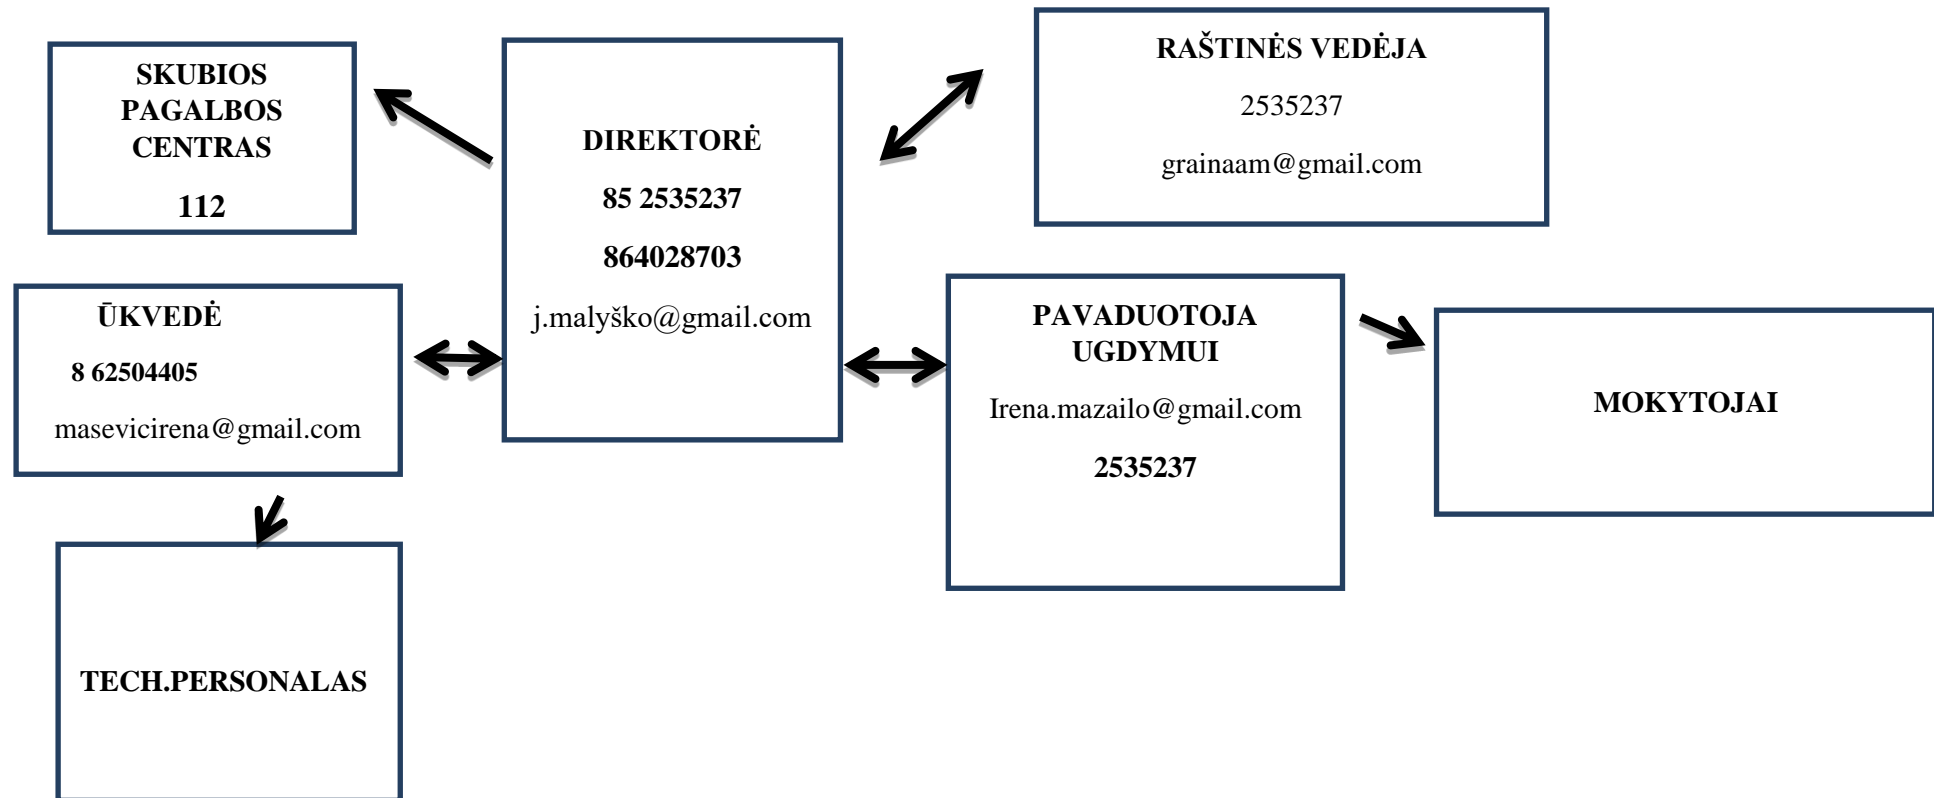 SKUBIOS
PAGALBOS
CENTRAS
112
DIREKTORĖ
85 2535237
864028703
j.malyško@gmail.com
RAŠTINĖS VEDĖJA
2535237
grainaam@gmail.com
ŪKVEDĖ
8 62504405
masevicirena@gmail.com
PAVADUOTOJA
UGDYMUI
Irena.mazailo@gmail.com
2535237
MOKYTOJAI
TECH.PERSONALAS